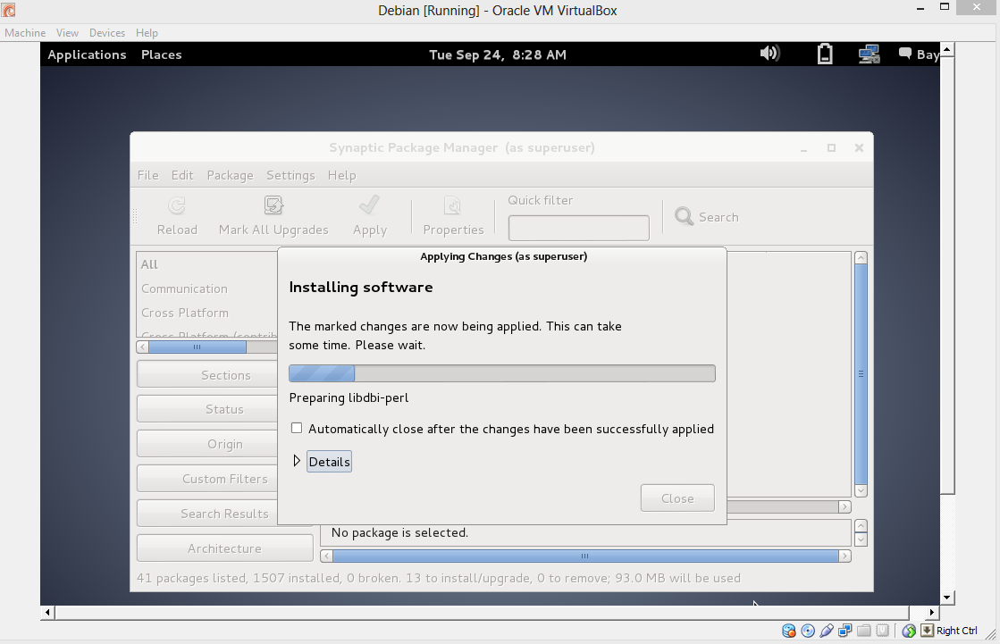 Debian [Running] - Oracle VM VirtualBox
Machine View Devices Help
Applications Places Tue Sep 24, 8:28 AM Bay
Synaptic Package Manager (as superuser)
File Edit Package Settings Help
Reload Mark All Upgrades Apply Properties Quick filter Search
All
Communication
Cross Platform
Cross Platform (contrib
Sections
Status
Origin
Custom Filters
Search Results
Architecture
Applying Changes (as superuser)
Installing software
The marked changes are now being applied. This can take
some time. Please wait.
Preparing libdbi-perl
Automatically close after the changes have been successfully applied
Details
Close
No package is selected.
41 packages listed, 1507 installed, 0 broken. 13 to install/upgrade, 0 to remove; 93.0 MB will be used
Right Ctrl